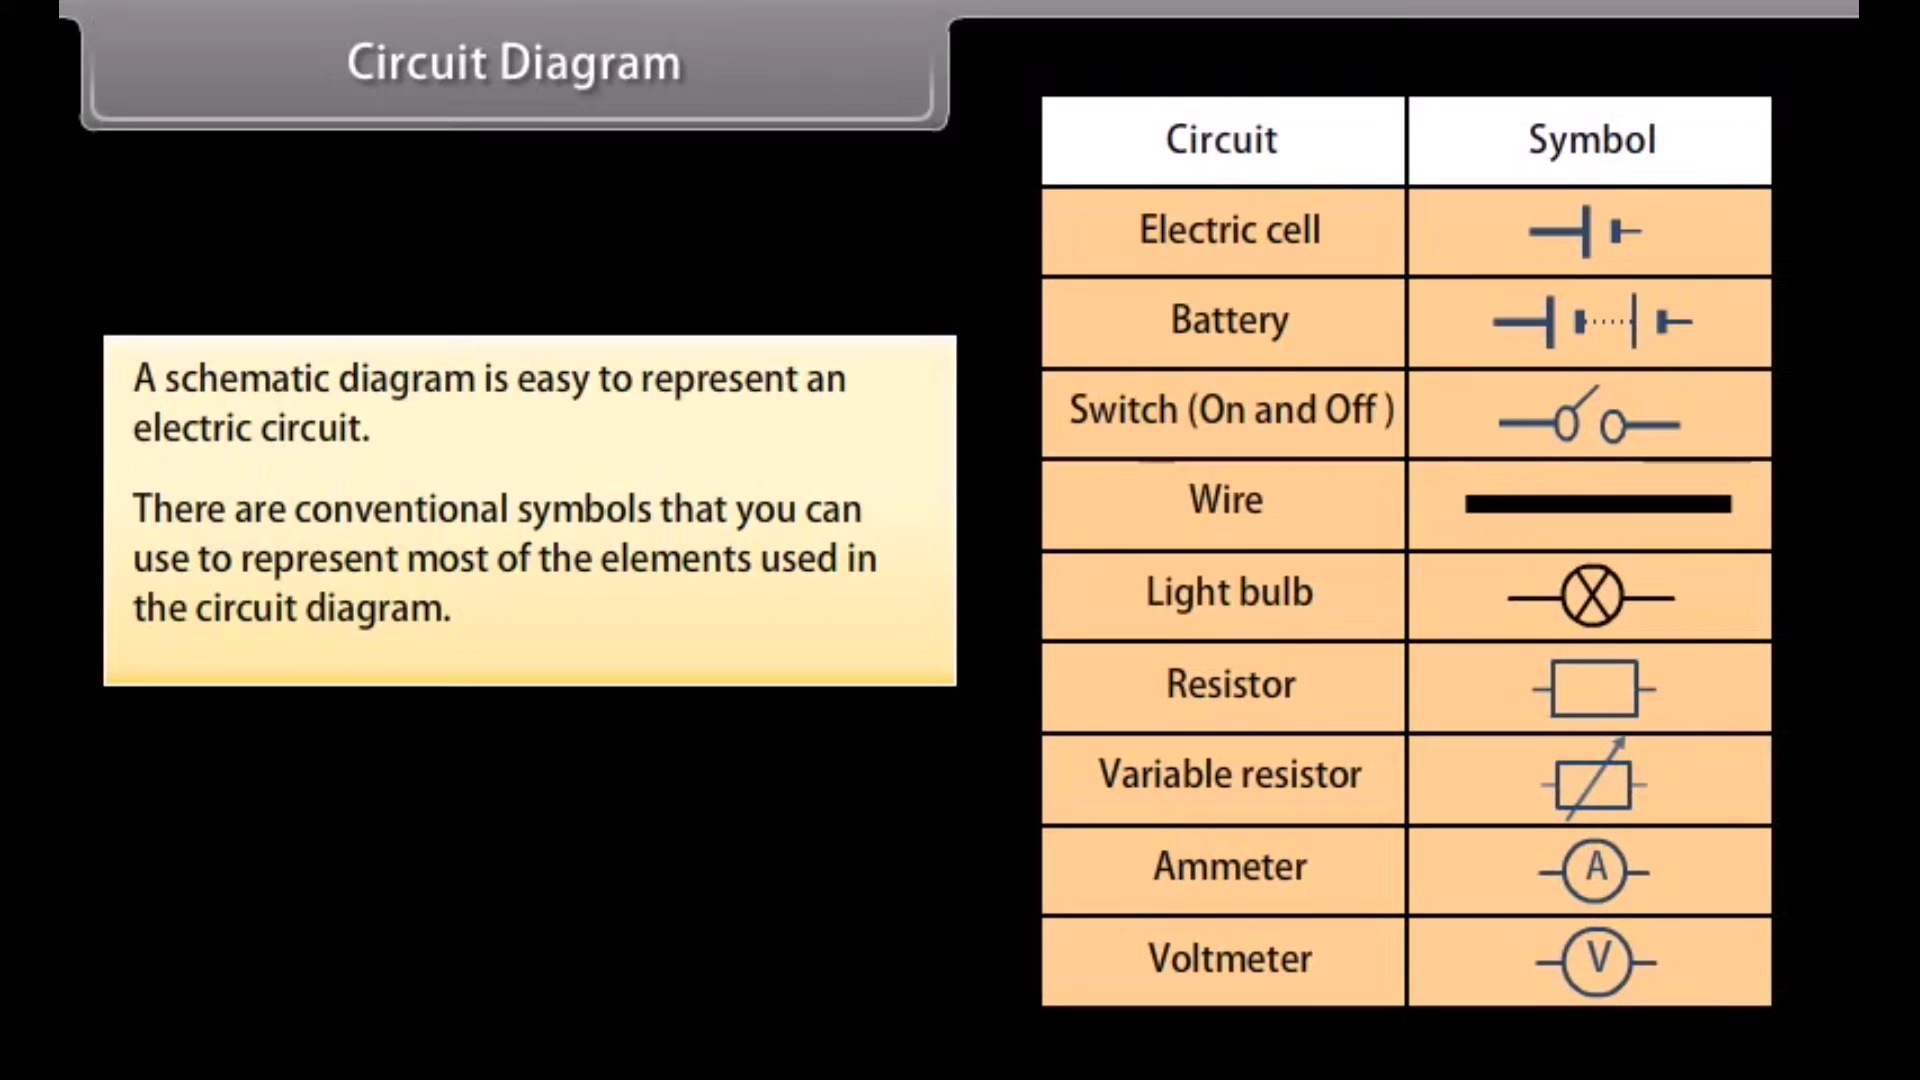 Circuit Diagram
A schematic diagram is easy to represent an
electric circuit.
There are conventional symbols that you can
use to represent most of the elements used in
the circuit diagram.
Circuit Symbol
Electric cell
Battery
Switch (On and Off )
Wire
Light bulb
Resistor
Variable resistor
Ammeter A
Voltmeter V